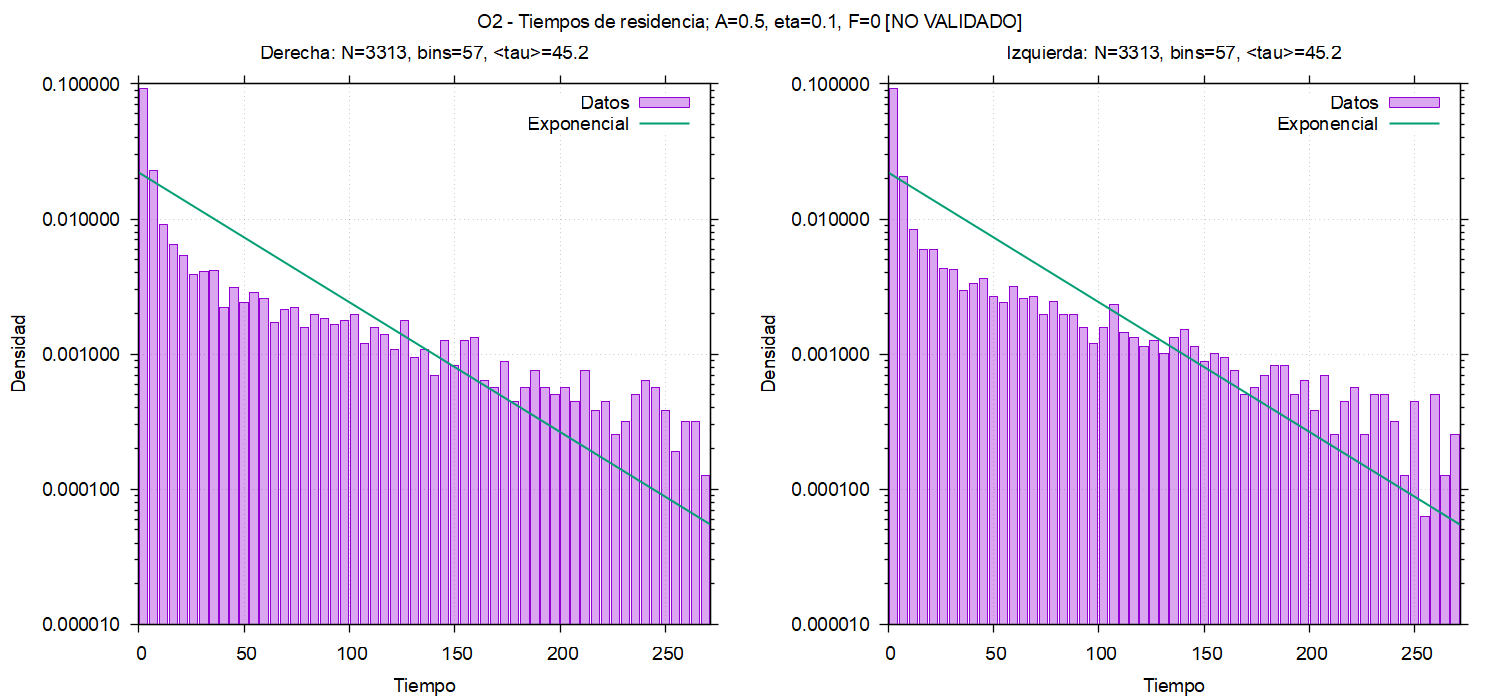 O2 - Tiempos de residencia; A=0.5, eta=0.1, F=0 [NO VALIDADO]
Derecha: N=3313, bins=57, <tau>=45.2
Datos
Exponencial
0.100000
0.010000
0.001000
0.000100
0.000010
Densidad
0 50 100 150 200 250
Tiempo
Izquierda: N=3313, bins=57, <tau>=45.2
Datos
Exponencial
0.100000
0.010000
0.001000
0.000100
0.000010
Densidad
0 50 100 150 200 250
Tiempo